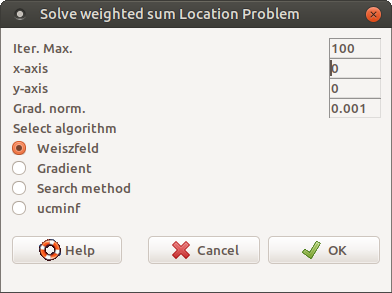 Solve weighted sum Location Problem
Iter. Max. 100
x-axis 0
y-axis 0
Grad. norm. 0.001
Select algorithm
Weiszfeld
Gradient
Search method
ucminf
Help Cancel OK